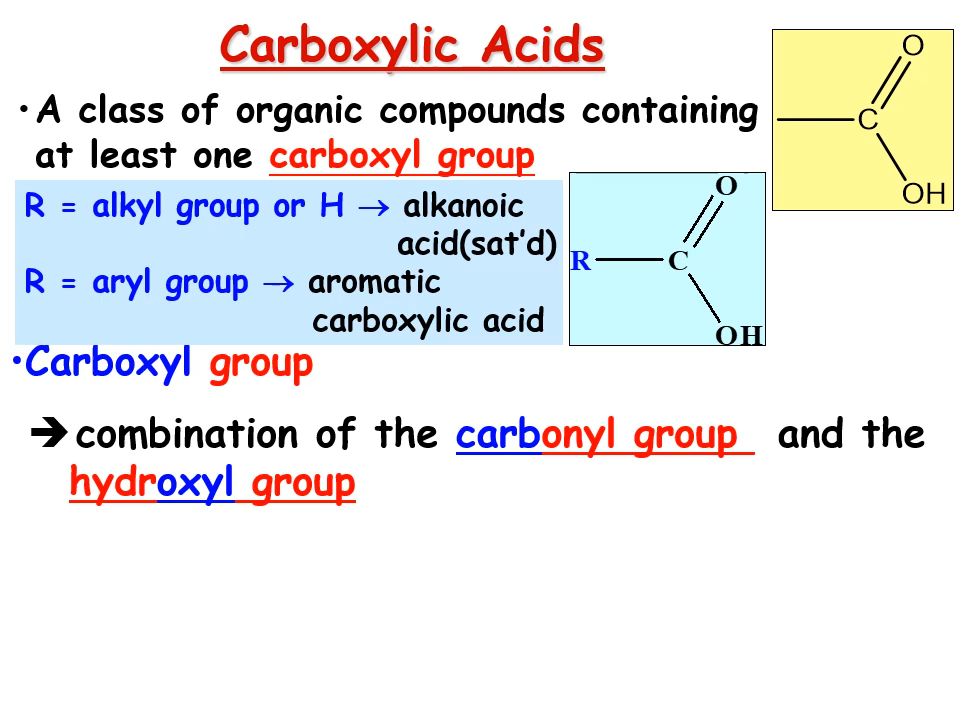 Carboxylic Acids
•A class of organic compounds containing
at least one carboxyl group
O
C
OH
R = alkyl group or H → alkanoic
acid(sat’d)
R = aryl group → aromatic
carboxylic acid
O
R C
OH
•Carboxyl group
➔combination of the carbonyl group and the
hydroxyl group